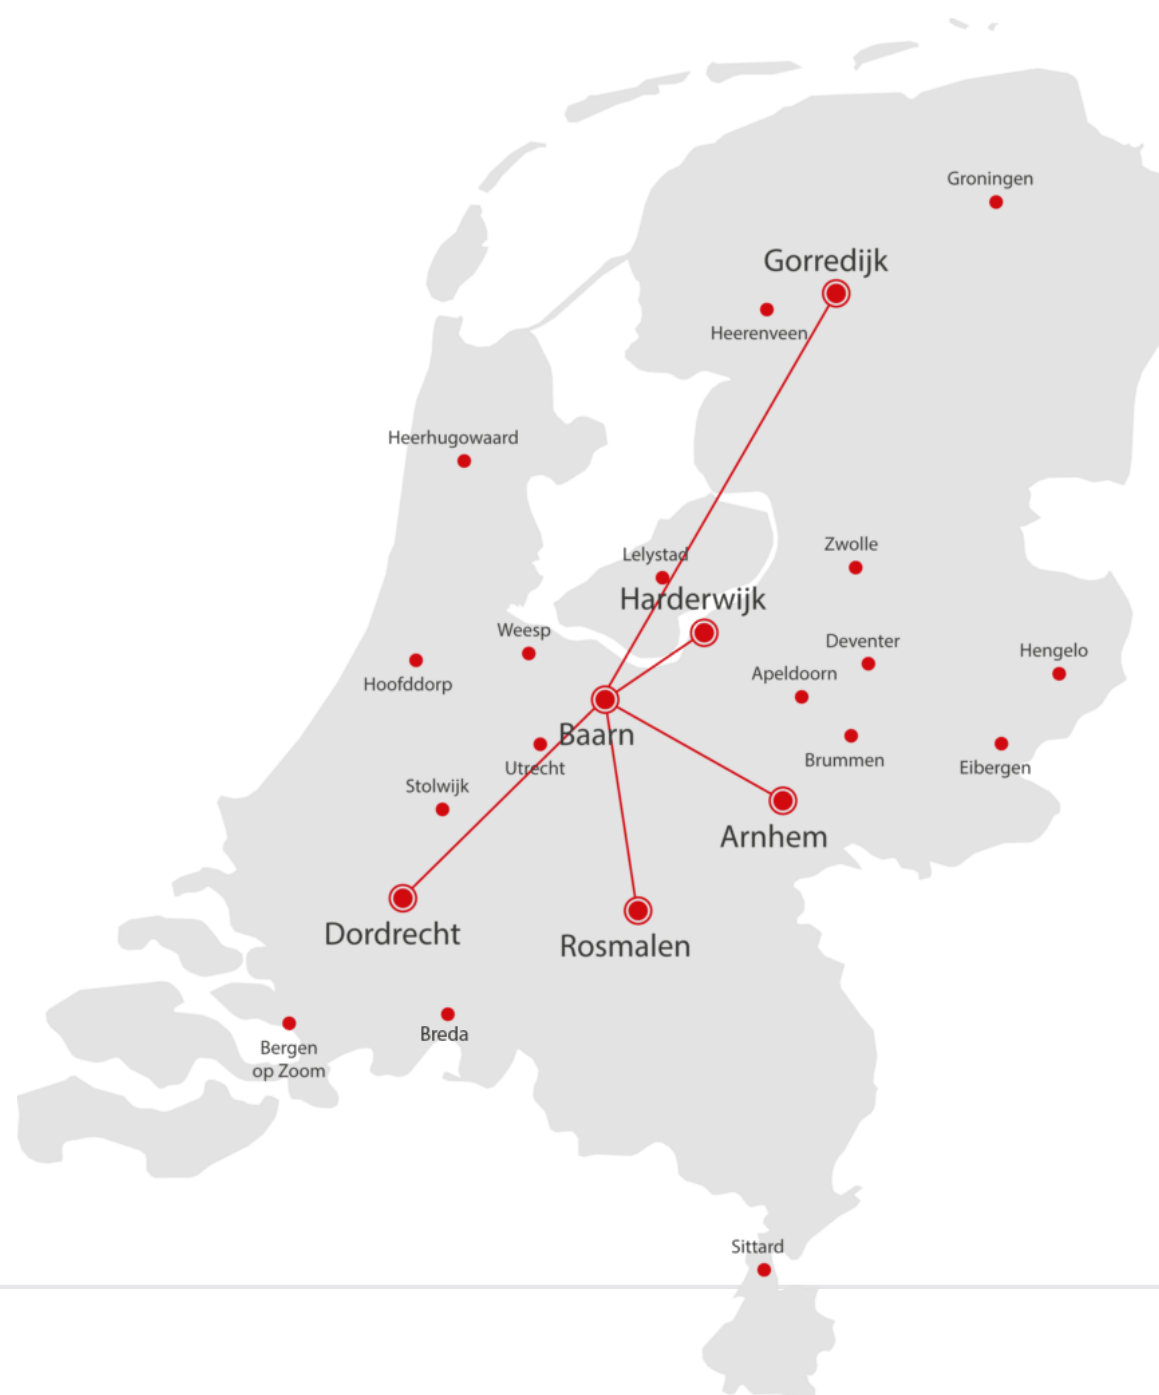 Groningen
Gorredijk
Heerenveen
Heerhugowaard
Zwolle
Lelystad
Harderwijk
Weesp
Deventer
Hengelo
Apeldoorn
Hoofddorp
Baarn
Brummen
Utrecht
Eibergen
Stolwijk
Arnhem
Dordrecht
Rosmalen
Breda
Bergen
op Zoom
Sittard